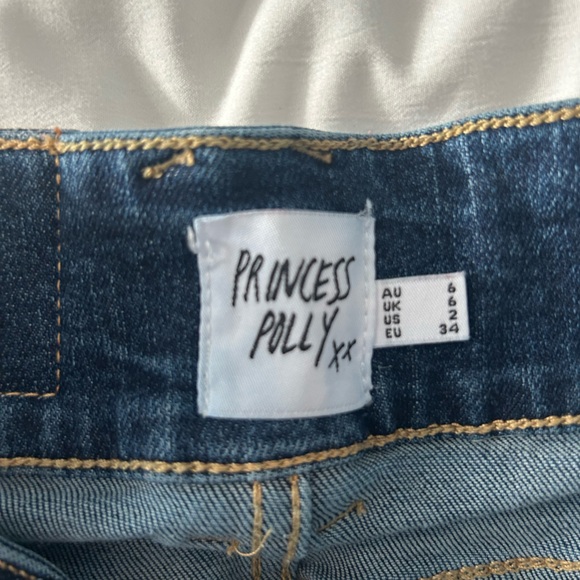 PRINCESS
POLLY xx
AU 6
UK 6
US 2
EU 34